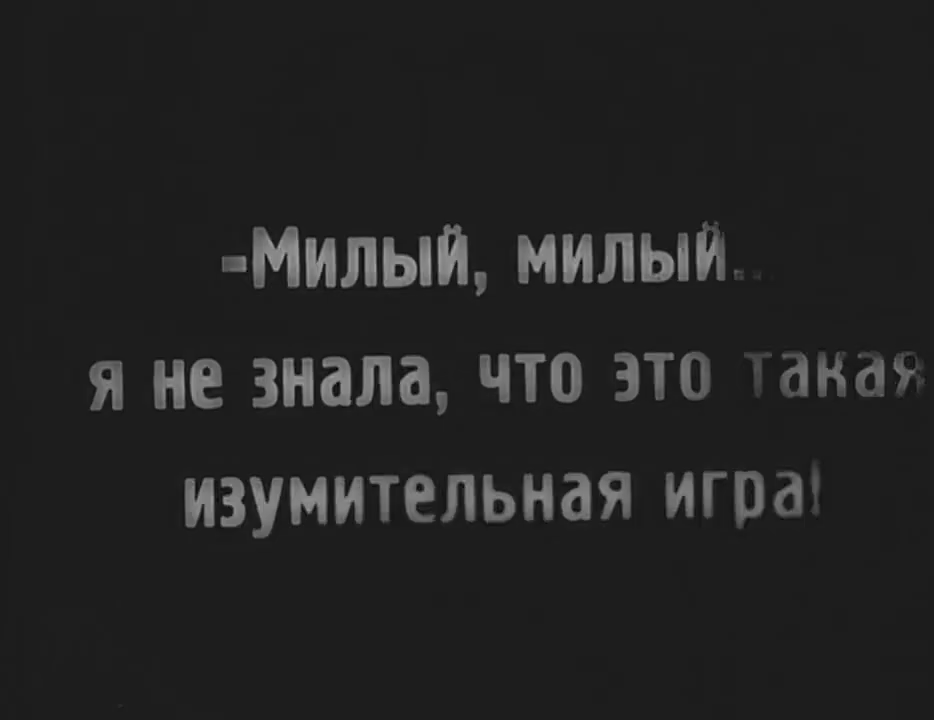 -Милый, милый..
я не знала, что это такая
изумительная игра!